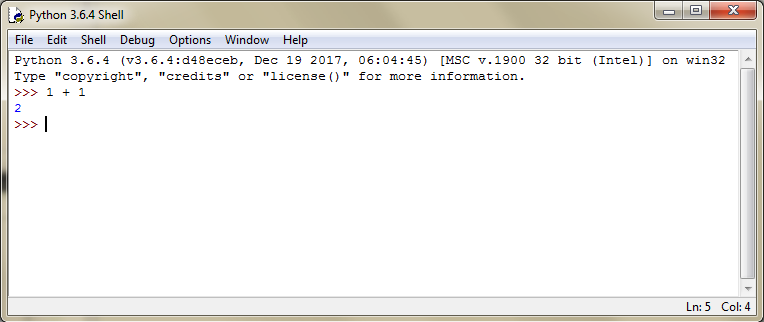 Python 3.6.4 Shell
File Edit Shell Debug Options Window Help
Python 3.6.4 (v3.6.4:d48eceb, Dec 19 2017, 06:04:45) [MSC v.1900 32 bit (Intel)] on win32
Type "copyright", "credits" or "license()" for more information.
>>> 1 + 1
2
>>>
Ln: 5 Col: 4